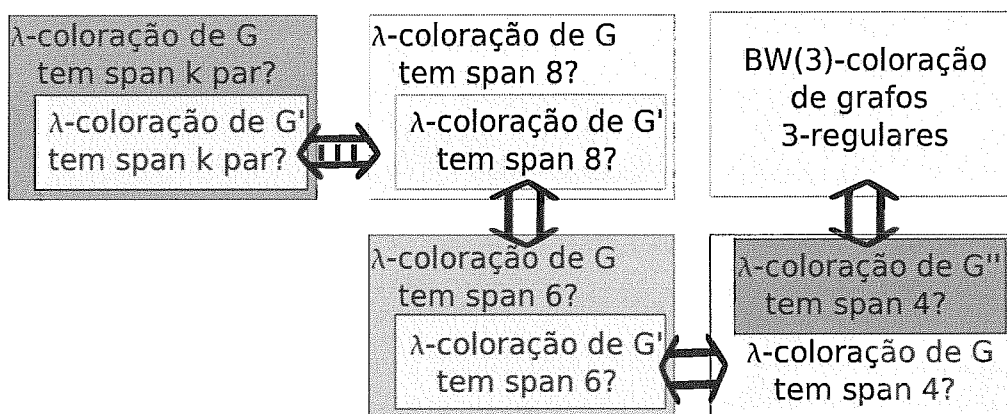 λ-coloração de G
tem span k par?
λ-coloração de G'
tem span k par?
λ-coloração de G
tem span 8?
λ-coloração de G'
tem span 8?
BW(3)-coloração
de grafos
3-regulares
λ-coloração de G
tem span 6?
λ-coloração de G'
tem span 6?
λ-coloração de G''
tem span 4?
λ-coloração de G
tem span 4?